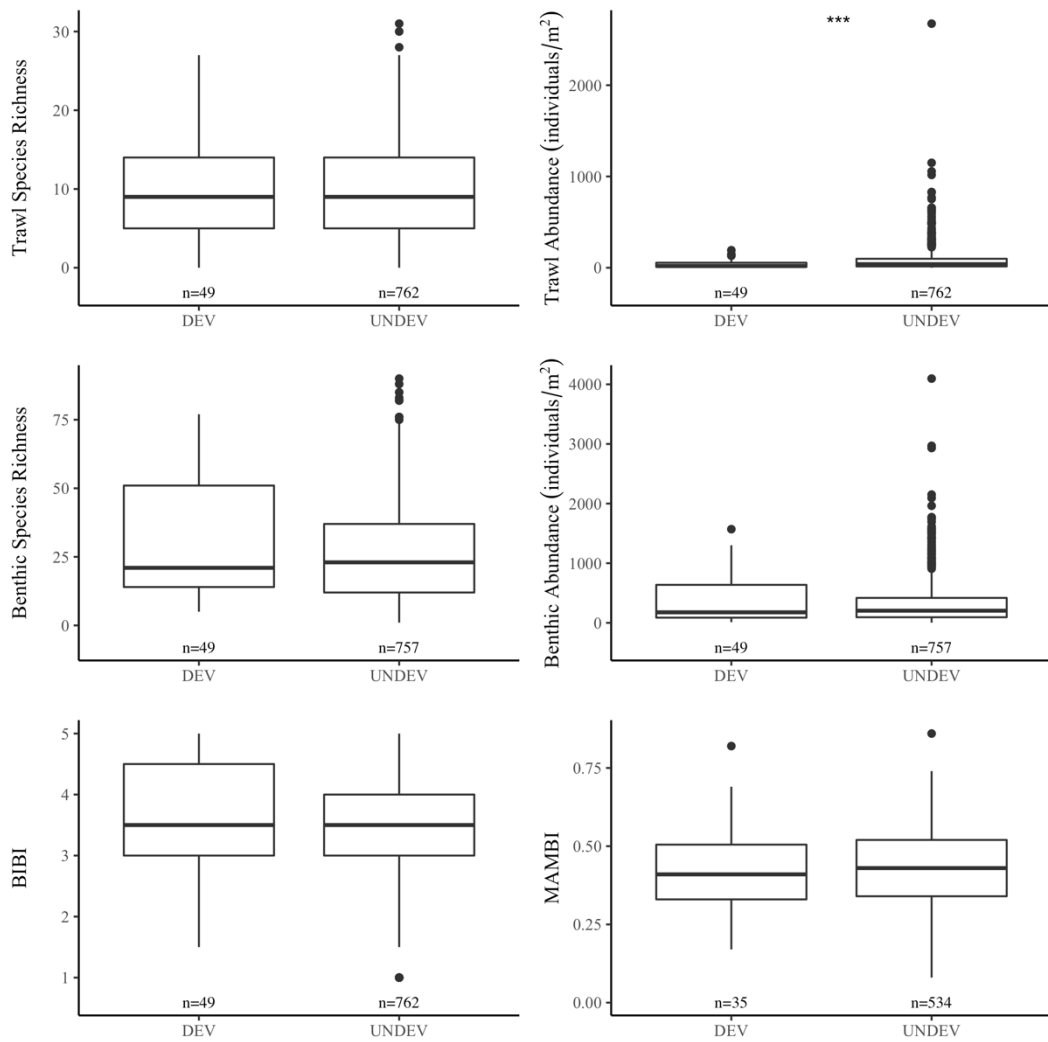 Trawl Species Richness
30
20
10
0
n=49
n=762
DEV
UNDEV
Trawl Abundance (individuals/m²)
***
2000
1000
0
n=49
n=762
DEV
UNDEV
Benthic Species Richness
75
50
25
0
n=49
n=757
DEV
UNDEV
Benthic Abundance (individuals/m²)
4000
3000
2000
1000
0
n=49
n=757
DEV
UNDEV
BIBI
5
4
3
2
1
n=49
n=762
DEV
UNDEV
MAMBI
0.75
0.50
0.25
0.00
n=35
n=534
DEV
UNDEV